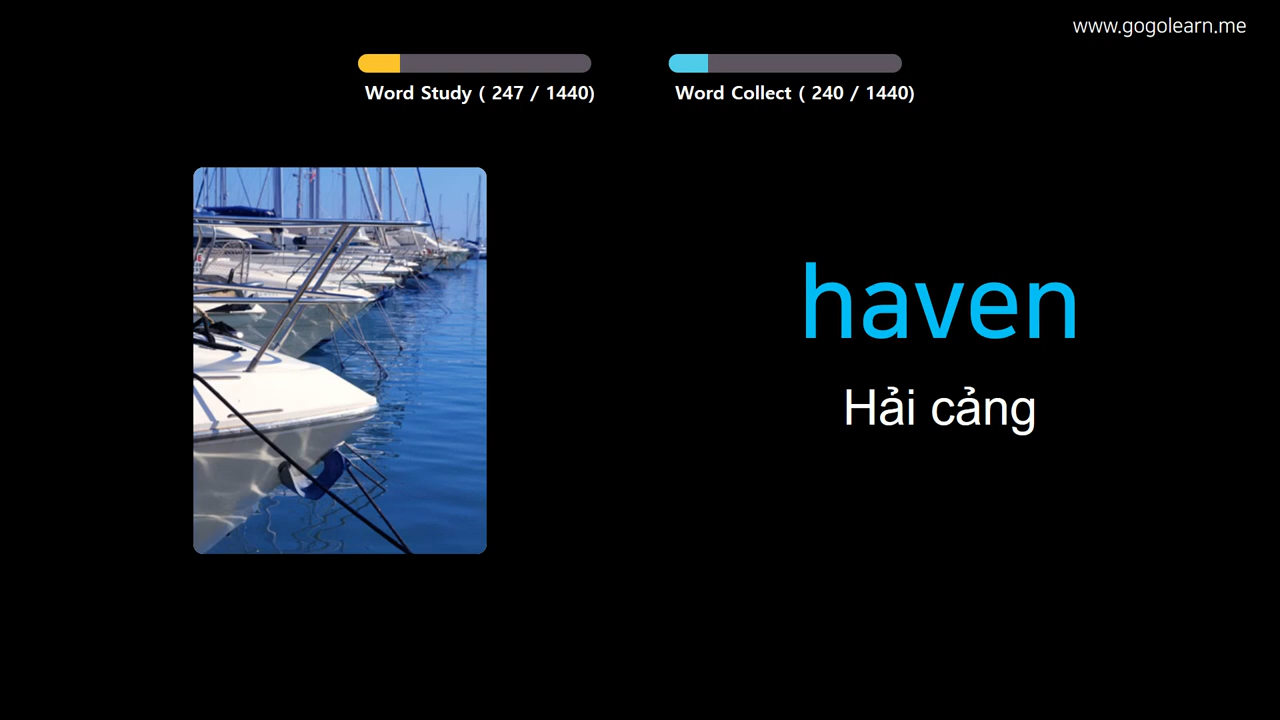 www.gogolearn.me
Word Study ( 247 / 1440)
Word Collect ( 240 / 1440)
haven
Hải cảng